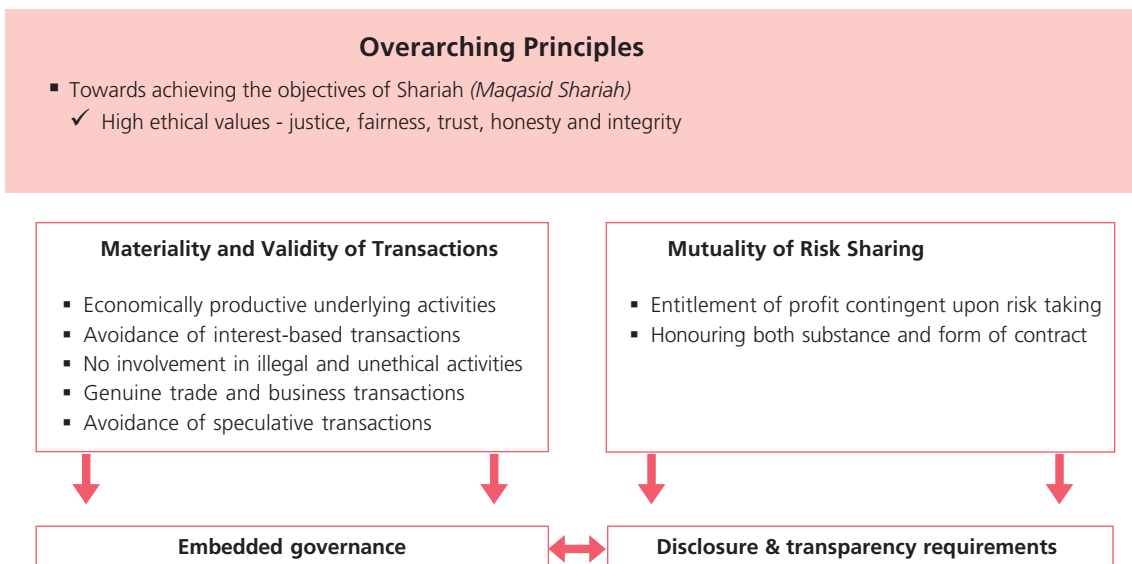 Overarching Principles
▪ Towards achieving the objectives of Shariah (Maqasid Shariah)
✓ High ethical values - justice, fairness, trust, honesty and integrity
Materiality and Validity of Transactions
▪ Economically productive underlying activities
▪ Avoidance of interest-based transactions
▪ No involvement in illegal and unethical activities
▪ Genuine trade and business transactions
▪ Avoidance of speculative transactions
Mutuality of Risk Sharing
▪ Entitlement of profit contingent upon risk taking
▪ Honouring both substance and form of contract
Embedded governance
Disclosure & transparency requirements